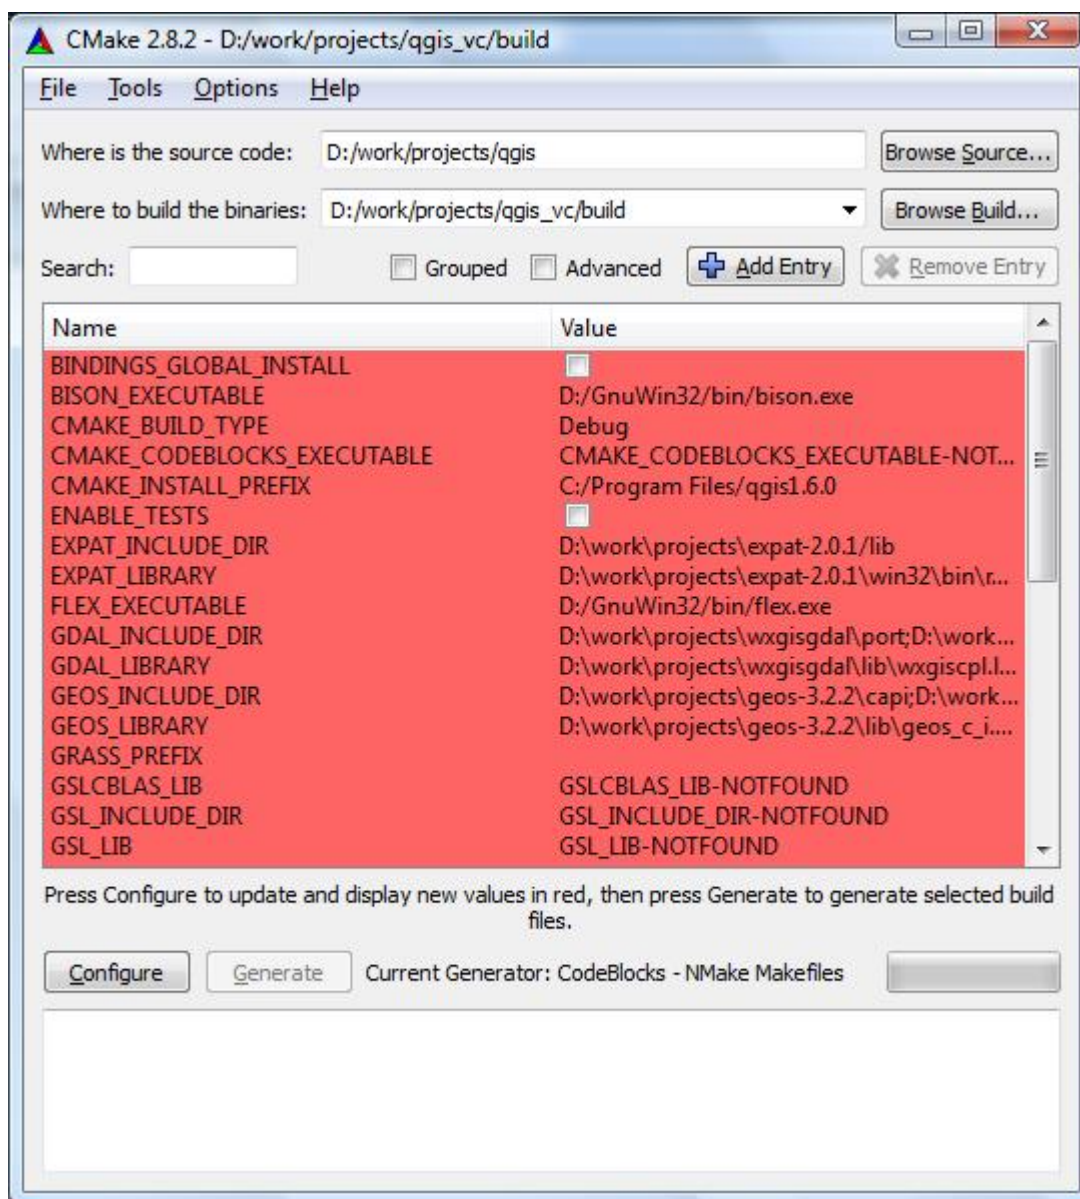 CMake 2.8.2 - D:/work/projects/qgis_vc/build
File Tools Options Help
Where is the source code: D:/work/projects/qgis Browse Source...
Where to build the binaries: D:/work/projects/qgis_vc/build Browse Build...
Search: Grouped Advanced Add Entry Remove Entry
Name Value
BINDINGS_GLOBAL_INSTALL
BISON_EXECUTABLE D:/GnuWin32/bin/bison.exe
CMAKE_BUILD_TYPE Debug
CMAKE_CODEBLOCKS_EXECUTABLE CMAKE_CODEBLOCKS_EXECUTABLE-NOT...
CMAKE_INSTALL_PREFIX C:/Program Files/qgis1.6.0
ENABLE_TESTS
EXPAT_INCLUDE_DIR D:\work\projects\expat-2.0.1/lib
EXPAT_LIBRARY D:\work\projects\expat-2.0.1\win32\bin\r...
FLEX_EXECUTABLE D:/GnuWin32/bin/flex.exe
GDAL_INCLUDE_DIR D:\work\projects\wxgisgdal\port;D:\work...
GDAL_LIBRARY D:\work\projects\wxgisgdal\lib\wxgiscpl.l...
GEOS_INCLUDE_DIR D:\work\projects\geos-3.2.2\capi;D:\work...
GEOS_LIBRARY D:\work\projects\geos-3.2.2\lib\geos_c_i....
GRASS_PREFIX
GSLCBLAS_LIB GSLCBLAS_LIB-NOTFOUND
GSL_INCLUDE_DIR GSL_INCLUDE_DIR-NOTFOUND
GSL_LIB GSL_LIB-NOTFOUND
Press Configure to update and display new values in red, then press Generate to generate selected build
files.
Configure Generate Current Generator: CodeBlocks - NMake Makefiles